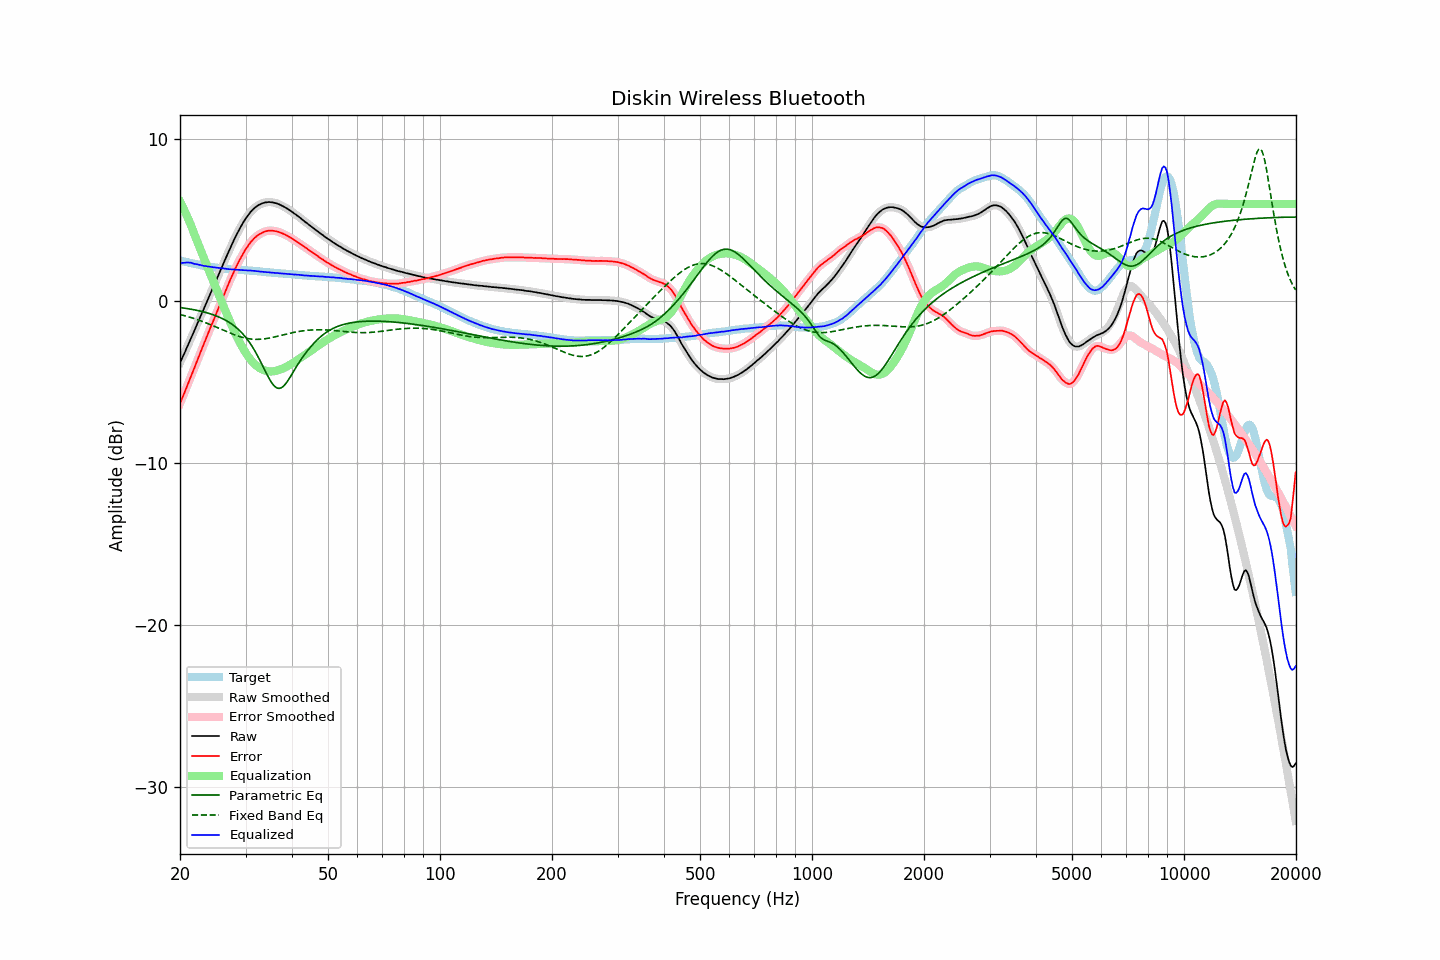 Diskin Wireless Bluetooth
Amplitude (dBr)
10
0
−10
−20
−30
Target
Raw Smoothed
Error Smoothed
Raw
Error
Equalization
Parametric Eq
Fixed Band Eq
Equalized
20 50 100 200 500 1000 2000 5000 10000 20000
Frequency (Hz)